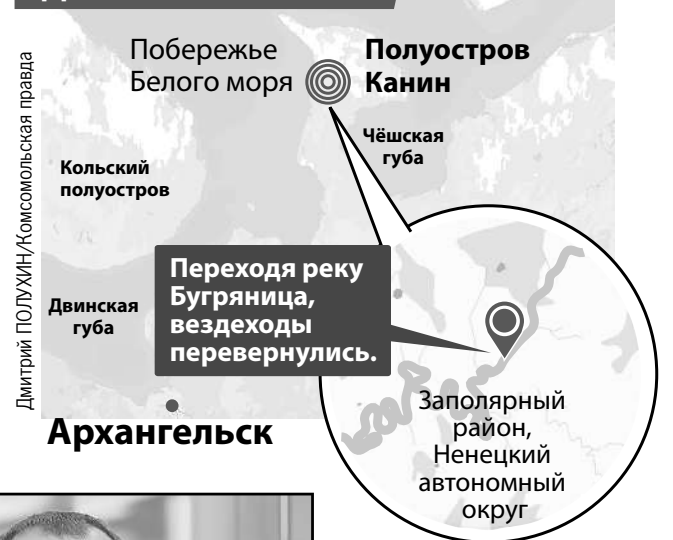 Побережье
Белого моря
Полуостров
Канин
Чёшская
губа
Кольский
полуостров
Переходя реку
Бугряница,
вездеходы
перевернулись.
Двинская
губа
Архангельск
Заполярный
район,
Ненецкий
автономный
округ
Дмитрий ПОЛУХИН/Комсомольская правда